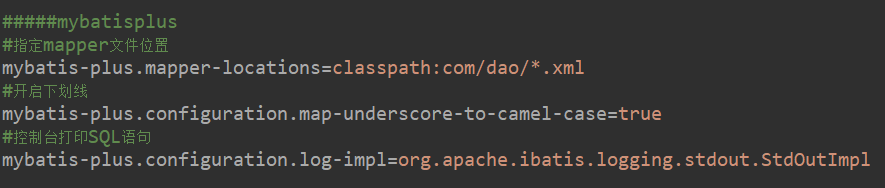 #####mybatisplus
#指定mapper文件位置
mybatis-plus.mapper-locations=classpath:com/dao/*.xml
#开启下划线
mybatis-plus.configuration.map-underscore-to-camel-case=true
#控制台打印SQL语句
mybatis-plus.configuration.log-impl=org.apache.ibatis.logging.stdout.StdOutImpl